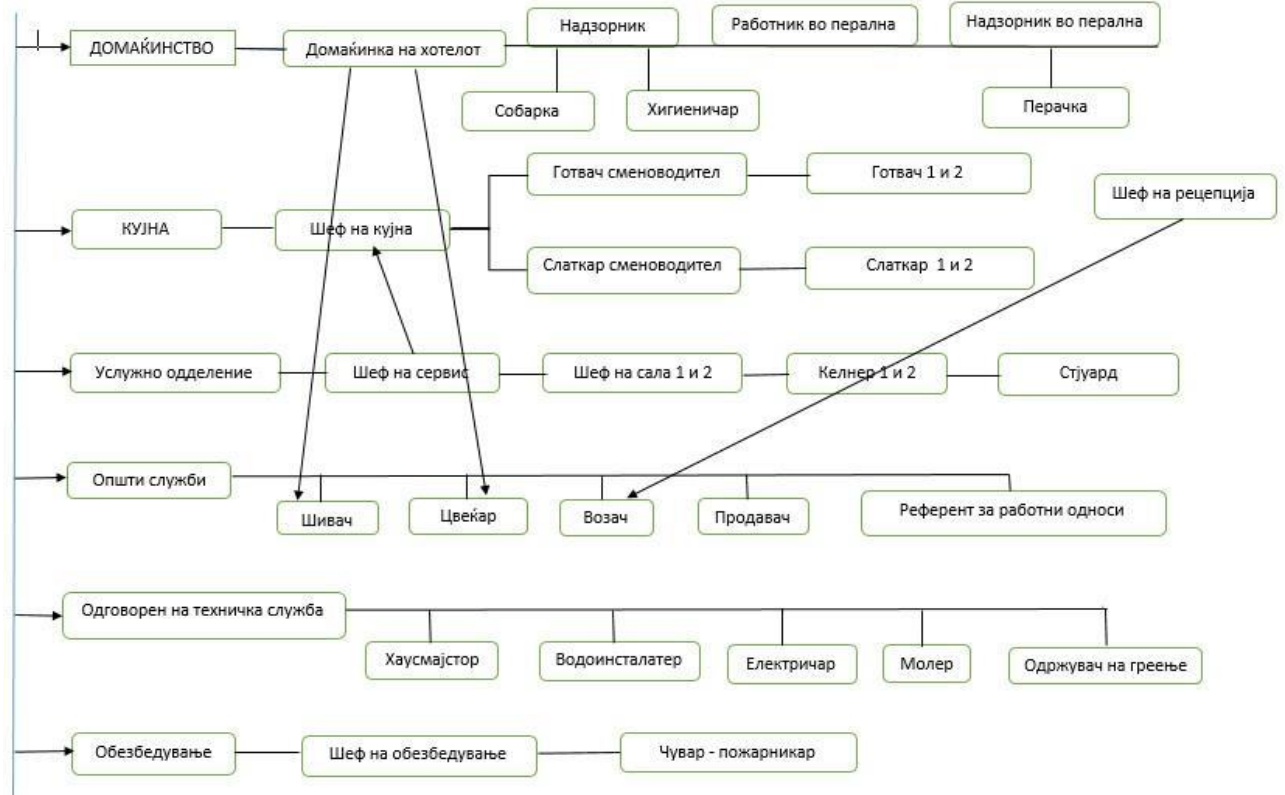 Надзорник
Работник во перална
Надзорник во перална
ДОМАЌИНСТВО
Домаќинка на хотелот
Собарка
Хигиеничар
Перачка
Готвач сменоводител
Готвач 1 и 2
Шеф на рецепција
КУЈНА
Шеф на кујна
Слаткар сменоводител
Слаткар 1 и 2
Услужно одделение
Шеф на сервис
Шеф на сала 1 и 2
Келнер 1 и 2
Стјуард
Општи служби
Шивач
Цвеќар
Возач
Продавач
Референт за работни односи
Одговорен на техничка служба
Хаусмајстор
Водоинсталатер
Електричар
Молер
Одржувач на греење
Обезбедување
Шеф на обезбедување
Чувар - пожарникар